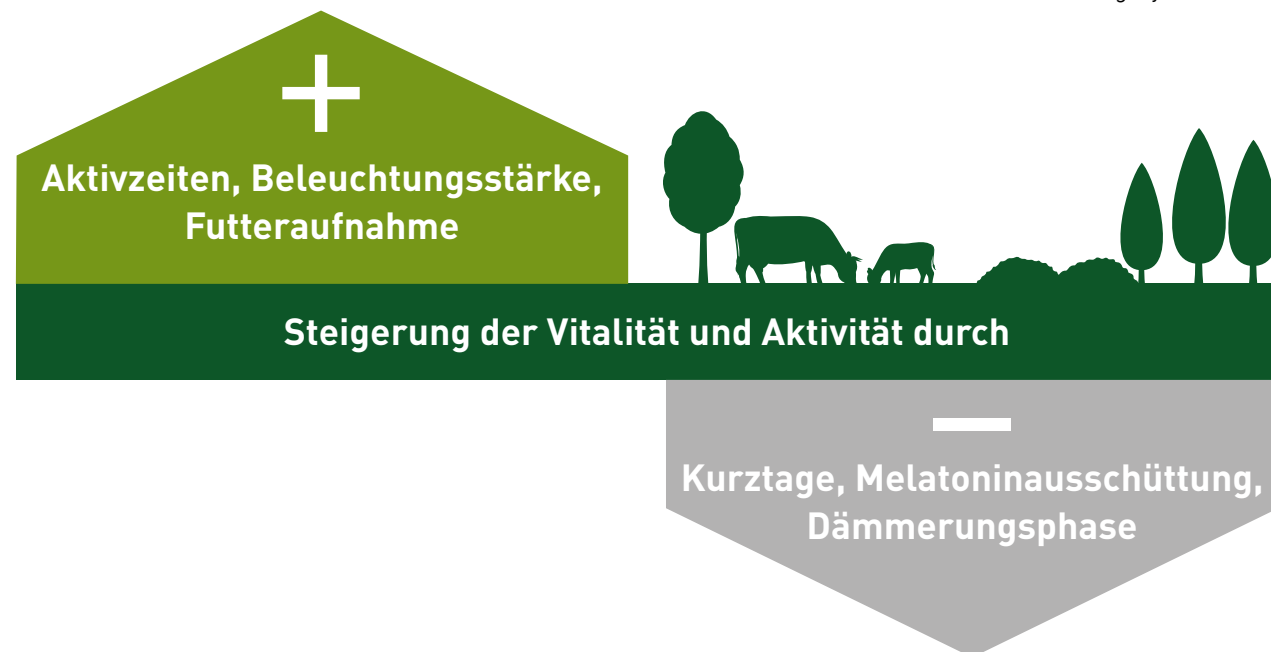 +
Aktivzeiten, Beleuchtungsstärke,
Futteraufnahme
Steigerung der Vitalität und Aktivität durch
–
Kurztage, Melatoninausschüttung,
Dämmerungsphase